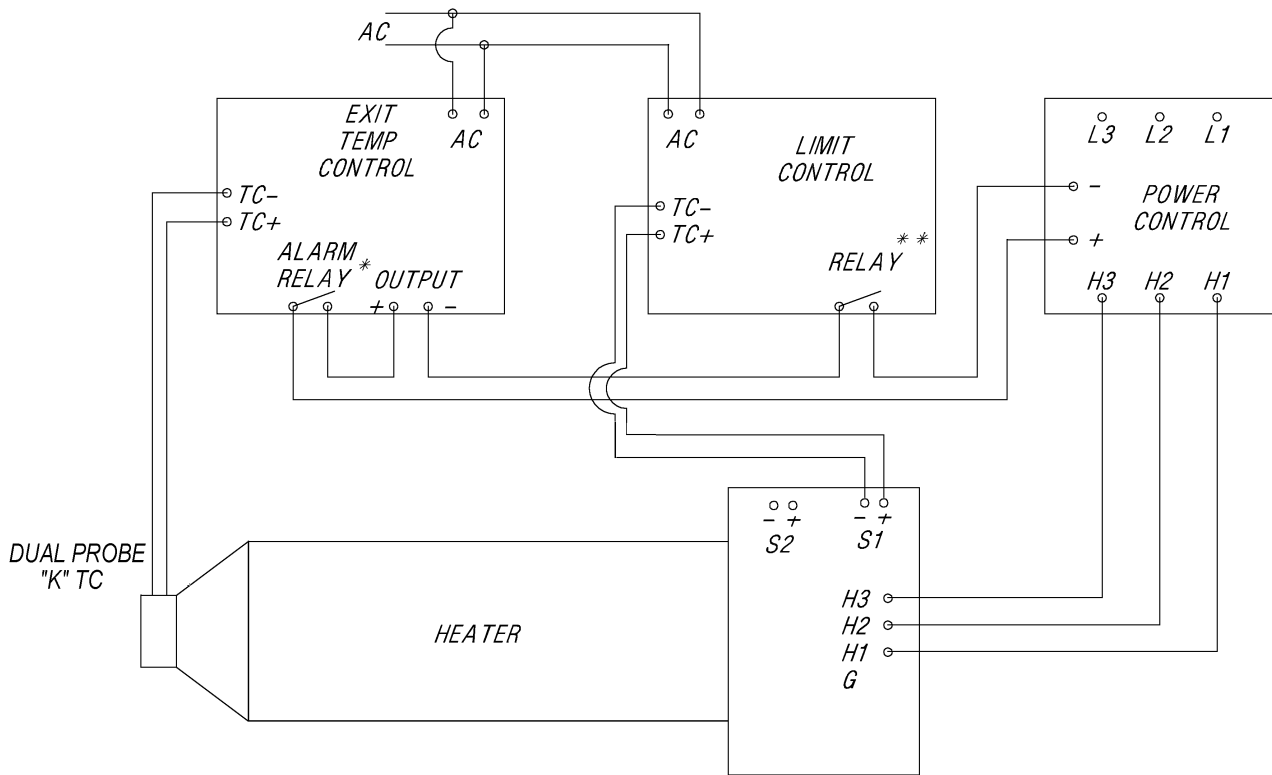 AC
EXIT
TEMP
CONTROL
AC
TC-
TC+
ALARM
RELAY *
OUTPUT
+ -
AC
LIMIT
CONTROL
TC-
TC+
RELAY **
L3 L2 L1
-
POWER
CONTROL
+
H3 H2 H1
DUAL PROBE
"K" TC
HEATER
- +
S2
- +
S1
H3
H2
H1
G